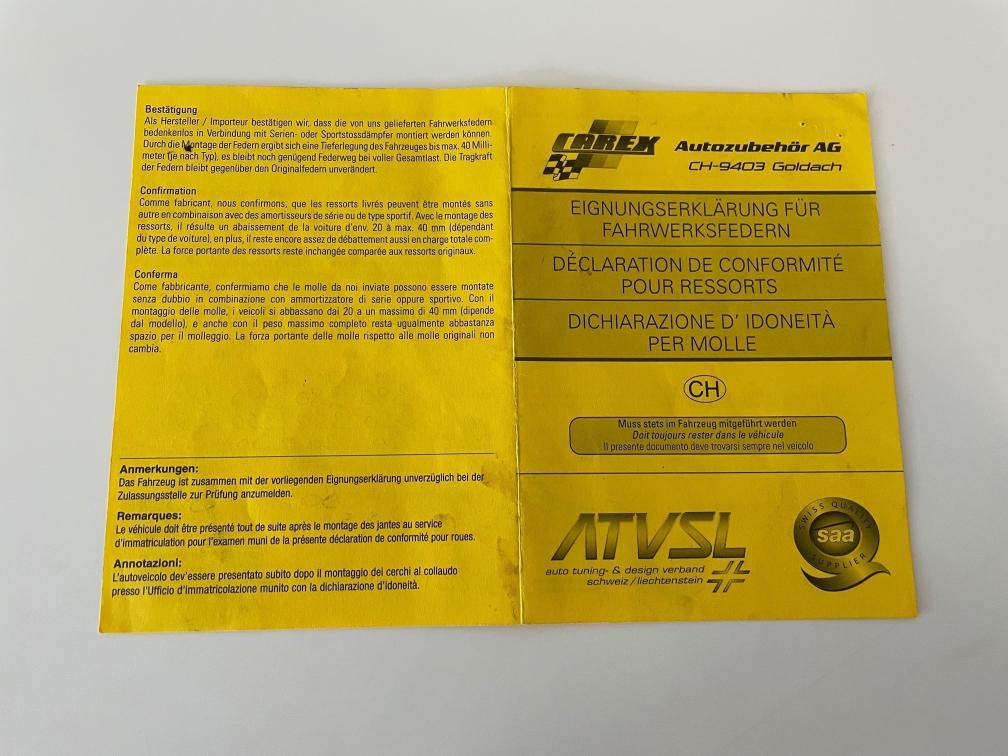 Bestätigung
Als Hersteller / Importeur bestätigen wir, dass die von uns gelieferten Fahrwerksfedern
bedenkenlos in Verbindung mit Serien- oder Sportstossdämpfer montiert werden können.
Durch die Montage der Federn ergibt sich eine Tieferlegung des Fahrzeuges bis max. 40 Milli-
meter (je nach Typ), es bleibt noch genügend Federweg bei voller Gesamtlast. Die Tragkraft
der Federn bleibt gegenüber den Originalfedern unverändert.
Confirmation
Comme fabricant, nous confirmons, que les ressorts livrés peuvent être montés sans
autre en combinaison avec des amortisseurs de série ou de type sportif. Avec le montage des
ressorts, il résulte un abaissement de la voiture d'env. 20 à max. 40 mm (dépendant
du type de voiture), en plus, il reste encore assez de débattement aussi en charge totale com-
plète. La force portante des ressorts reste inchangée comparée aux ressorts originaux.
Conferma
Come fabbricante, confermiamo che le molle da noi inviate possono essere montate
senza dubbio in combinazione con ammortizzatore di serie oppure sportivo. Con il
montaggio delle molle, i veicoli si abbassano dai 20 a un massimo di 40 mm (dipende
dal modello), e anche con il peso massimo completo resta ugualmente abbastanza
spazio per il molleggio. La forza portante delle molle rispetto alle molle originali non
cambia.
Anmerkungen:
Das Fahrzeug ist zusammen mit der vorliegenden Eignungserklärung unverzüglich bei der
Zulassungsstelle zur Prüfung anzumelden.
Remarques:
Le véhicule doit être présenté tout de suite après le montage des jantes au service
d'immatriculation pour l'examen muni de la présente déclaration de conformité pour roues.
Annotazioni:
L'autoveicolo dev'essere presentato subito dopo il montaggio dei cerchi al collaudo
presso l'Ufficio d'immatricolazione munito con la dichiarazione d'idoneità.
CAREX
Autozubehör AG
CH-9403 Goldach
EIGNUNGSERKLÄRUNG FÜR
FAHRWERKSFEDERN
DÉCLARATION DE CONFORMITÉ
POUR RESSORTS
DICHIARAZIONE D' IDONEITÀ
PER MOLLE
CH
Muss stets im Fahrzeug mitgeführt werden
Doit toujours rester dans le véhicule
Il presente documento deve trovarsi sempre nel veicolo
ATVSL
auto tuning- & design verband
schweiz/liechtenstein
SWISS QUALITY
saa
SUPPLIER